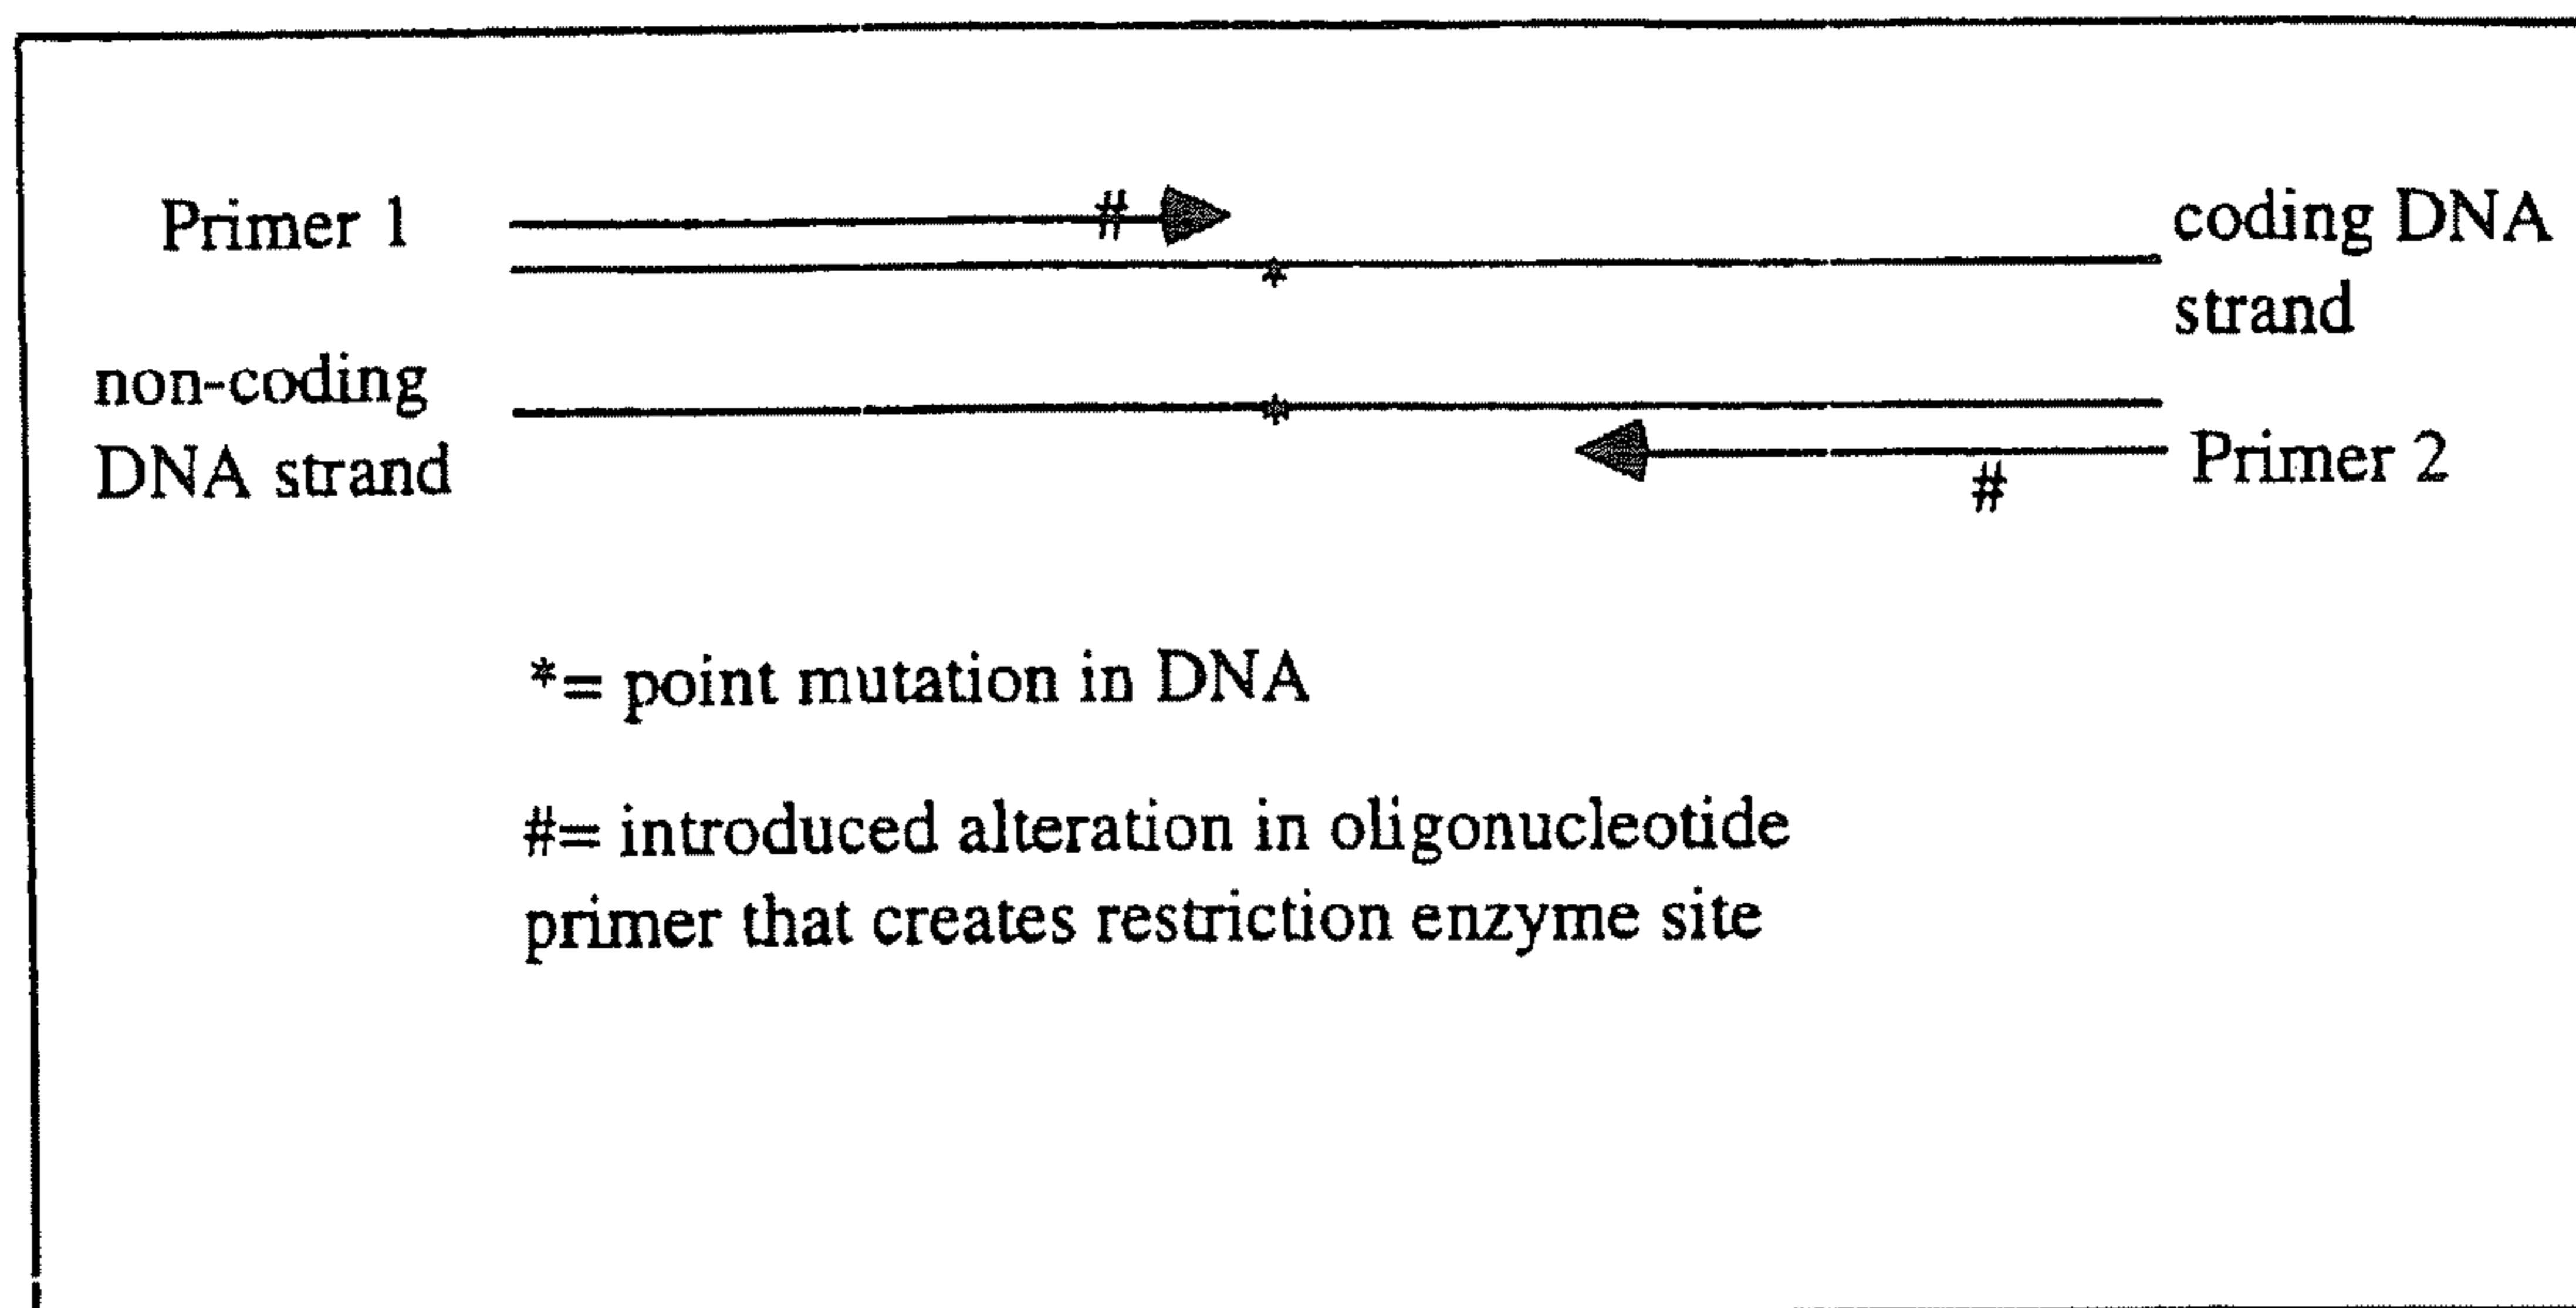 Primer 1
#
coding DNA
strand
*
non-coding
DNA strand
*
#
Primer 2
*= point mutation in DNA
#= introduced alteration in oligonucleotide
primer that creates restriction enzyme site